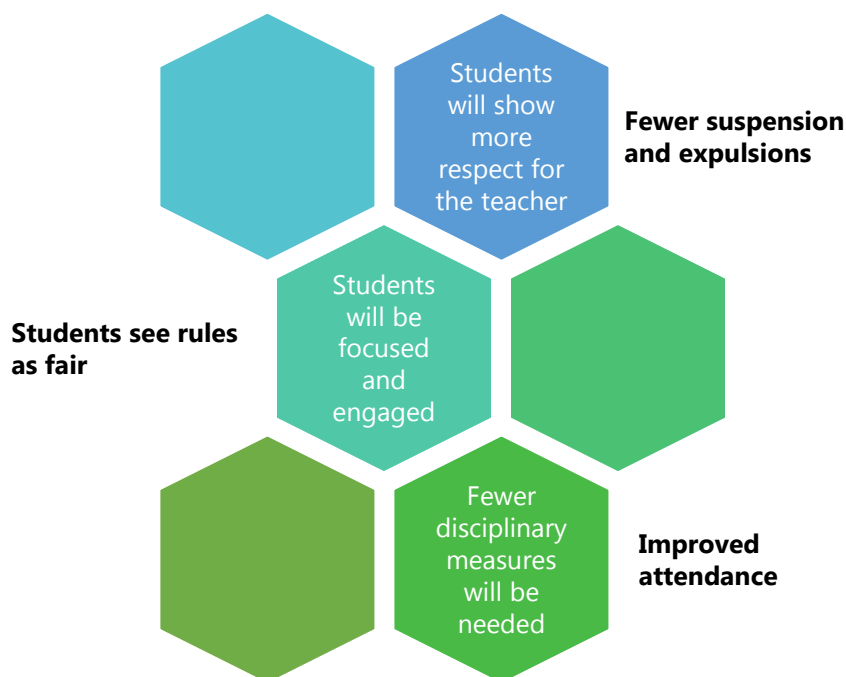 Students
will show
more
respect for
the teacher
Fewer suspension
and expulsions
Students see rules
as fair
Students
will be
focused
and
engaged
Fewer
disciplinary
measures
will be
needed
Improved
attendance